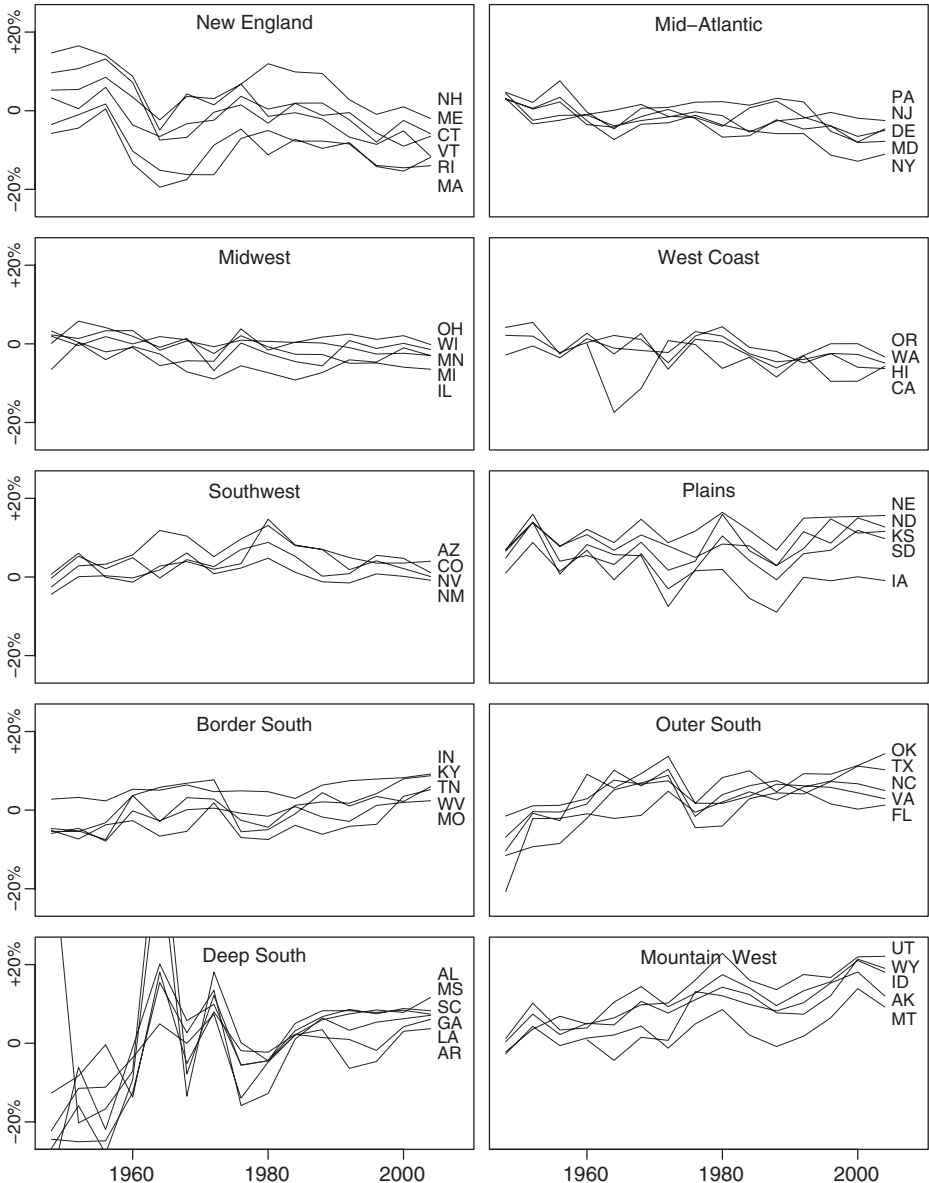 New England
+20%
0
−20%
NH
ME
CT
VT
RI
MA
Mid−Atlantic
PA
NJ
DE
MD
NY
Midwest
+20%
0
−20%
OH
WI
MN
MI
IL
West Coast
OR
WA
HI
CA
Southwest
+20%
0
−20%
AZ
CO
NV
NM
Plains
NE
ND
KS
SD
IA
Border South
+20%
0
−20%
IN
KY
TN
WV
MO
Outer South
OK
TX
NC
VA
FL
Deep South
+20%
0
−20%
AL
MS
SC
GA
LA
AR
1960
1980
2000
Mountain West
UT
WY
ID
AK
MT
1960
1980
2000